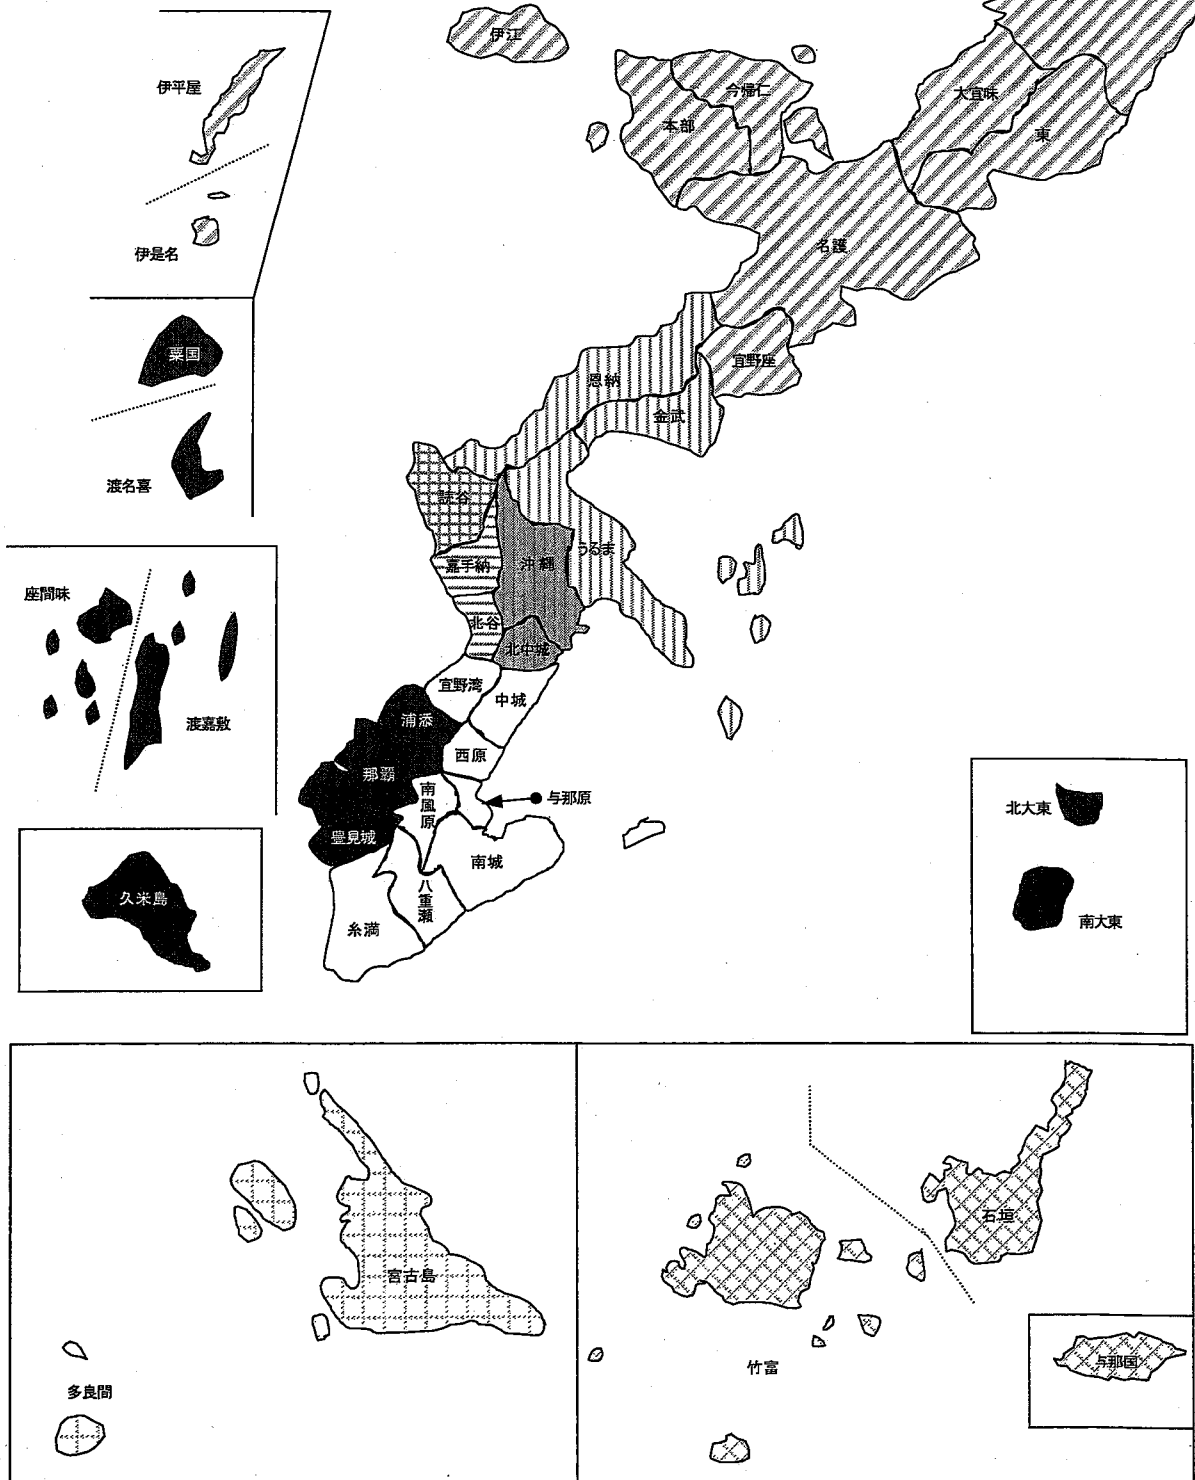 伊江
伊平屋
今帰仁
大宜味
本部
東
伊是名
名護
粟国
宜野座
恩納
金武
渡名喜
読谷
うるま
嘉手納
沖縄
座間味
北谷
北中城
宜野湾
中城
渡嘉敷
浦添
西原
那覇
南風原
与那原
北大東
豊見城
南城
八重瀬
久米島
糸満
南大東
石垣
宮古島
竹富
与那国
多良間